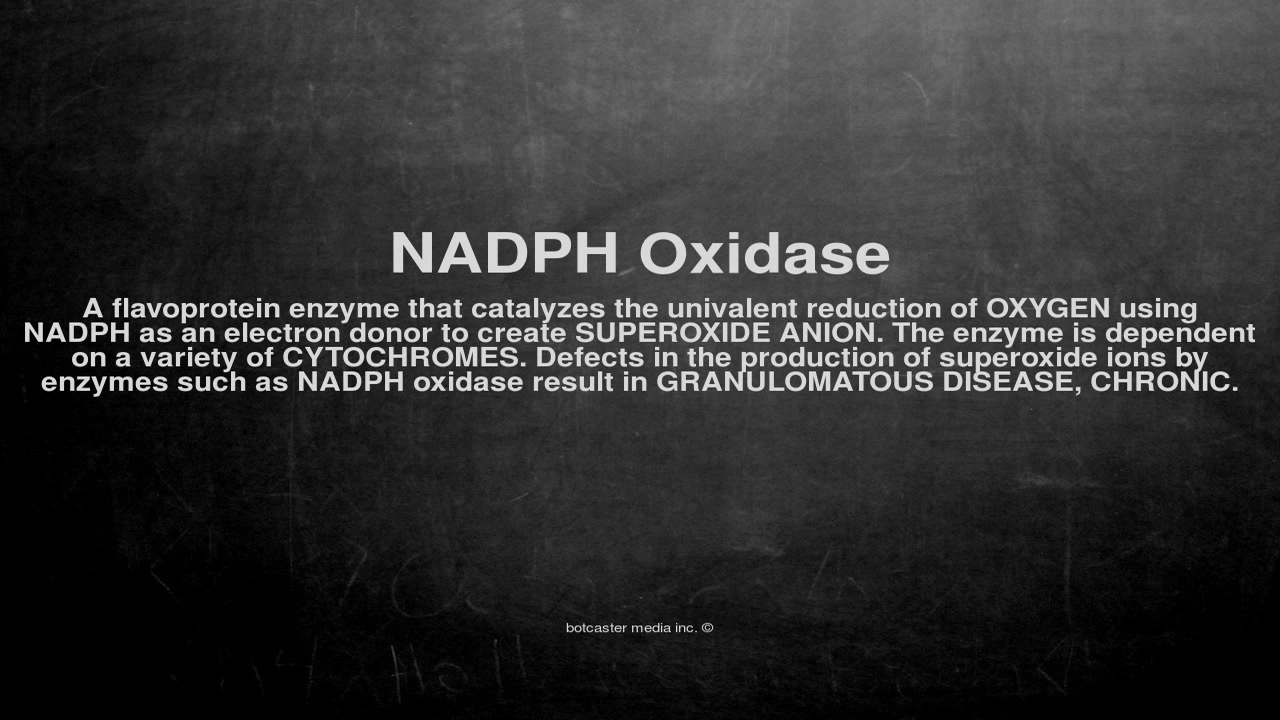 NADPH Oxidase
A flavoprotein enzyme that catalyzes the univalent reduction of OXYGEN using
NADPH as an electron donor to create SUPEROXIDE ANION. The enzyme is dependent
on a variety of CYTOCHROMES. Defects in the production of superoxide ions by
enzymes such as NADPH oxidase result in GRANULOMATOUS DISEASE, CHRONIC.
botcaster media inc. ©